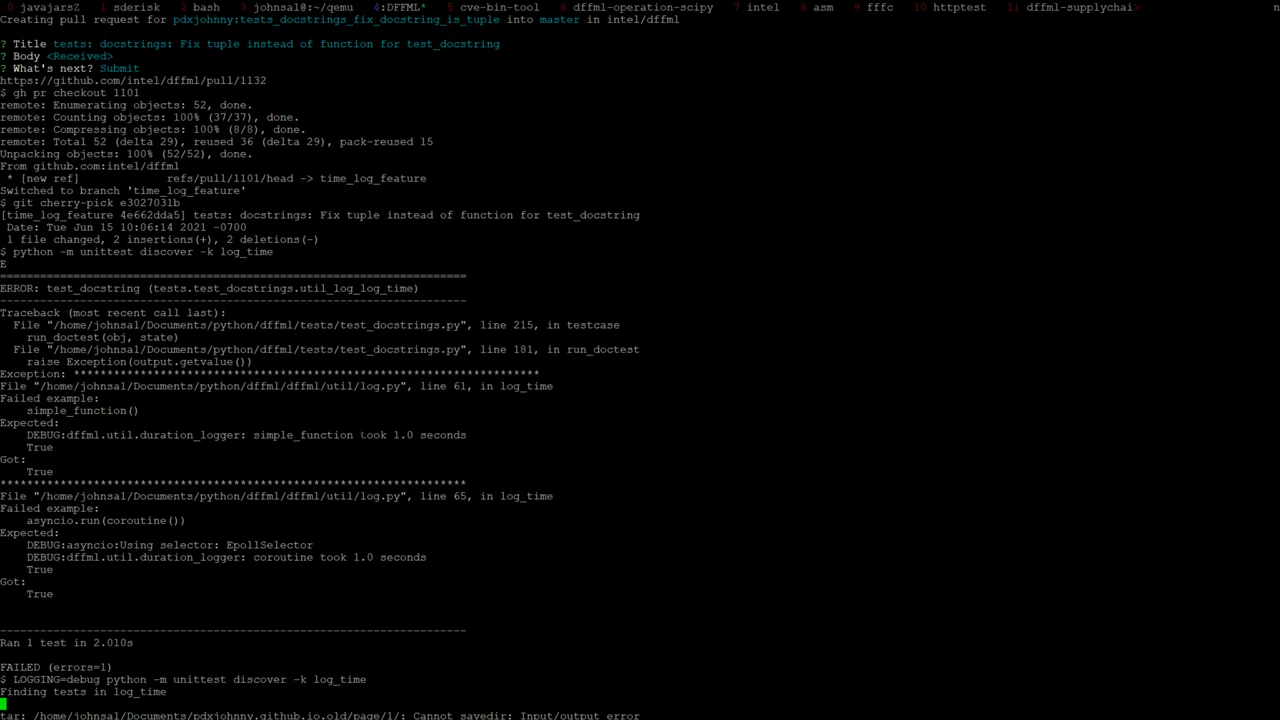 0 javajarsZ 1 sderisk 2 bash 3 johnsa1@:~/qemu 4:DFFML* 5 cve-bin-tool 6 dffml-operation-scipy 7 intel 8 asm 9 fffc 10 httptest 11 dffml-supplychai> n
Creating pull request for pdxjohnny:tests_docstrings_fix_docstring_is_tuple into master in intel/dffml
? Title tests: docstrings: Fix tuple instead of function for test_docstring
? Body <Received>
? What's next? Submit
https://github.com/intel/dffml/pull/1132
$ gh pr checkout 1101
remote: Enumerating objects: 52, done.
remote: Counting objects: 100% (37/37), done.
remote: Compressing objects: 100% (8/8), done.
remote: Total 52 (delta 29), reused 36 (delta 29), pack-reused 15
Unpacking objects: 100% (52/52), done.
From github.com:intel/dffml
* [new ref] refs/pull/1101/head -> time_log_feature
Switched to branch 'time_log_feature'
$ git cherry-pick e3027031b
[time_log_feature 4e662dda5] tests: docstrings: Fix tuple instead of function for test_docstring
Date: Tue Jun 15 10:06:14 2021 -0700
1 file changed, 2 insertions(+), 2 deletions(-)
$ python -m unittest discover -k log_time
E
======================================================================
ERROR: test_docstring (tests.test_docstrings.util_log_log_time)
----------------------------------------------------------------------
Traceback (most recent call last):
File "/home/johnsa1/Documents/python/dffml/tests/test_docstrings.py", line 215, in testcase
run_doctest(obj, state)
File "/home/johnsa1/Documents/python/dffml/tests/test_docstrings.py", line 181, in run_doctest
raise Exception(output.getvalue())
Exception: **********************************************************************
File "/home/johnsa1/Documents/python/dffml/dffml/util/log.py", line 61, in log_time
Failed example:
simple_function()
Expected:
DEBUG:dffml.util.duration_logger: simple_function took 1.0 seconds
True
Got:
True
**********************************************************************
File "/home/johnsa1/Documents/python/dffml/dffml/util/log.py", line 65, in log_time
Failed example:
asyncio.run(coroutine())
Expected:
DEBUG:asyncio:Using selector: EpollSelector
DEBUG:dffml.util.duration_logger: coroutine took 1.0 seconds
True
Got:
True
----------------------------------------------------------------------
Ran 1 test in 2.010s
FAILED (errors=1)
$ LOGGING=debug python -m unittest discover -k log_time
Finding tests in log_time
tar: /home/johnsa1/Documents/pdxjohnny.github.io.old/page/1/: Cannot savedir: Input/output error